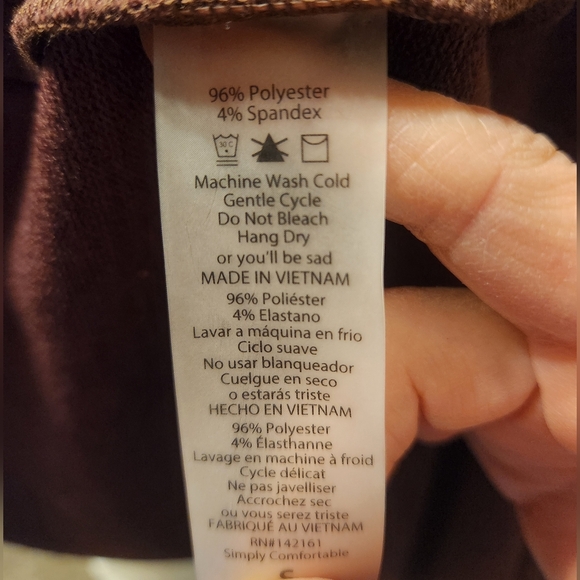 96% Polyester
4% Spandex
30 C
Machine Wash Cold
Gentle Cycle
Do Not Bleach
Hang Dry
or you'll be sad
MADE IN VIETNAM
96% Poliéster
4% Elastano
Lavar a máquina en frio
Ciclo suave
No usar blanqueador
Cuelgue en seco
o estarás triste
HECHO EN VIETNAM
96% Polyester
4% Élasthanne
Lavage en machine à froid
Cycle délicat
Ne pas javelliser
Accrochez sec
ou vous serez triste
FABRIQUÉ AU VIETNAM
RN#142161
Simply Comfortable